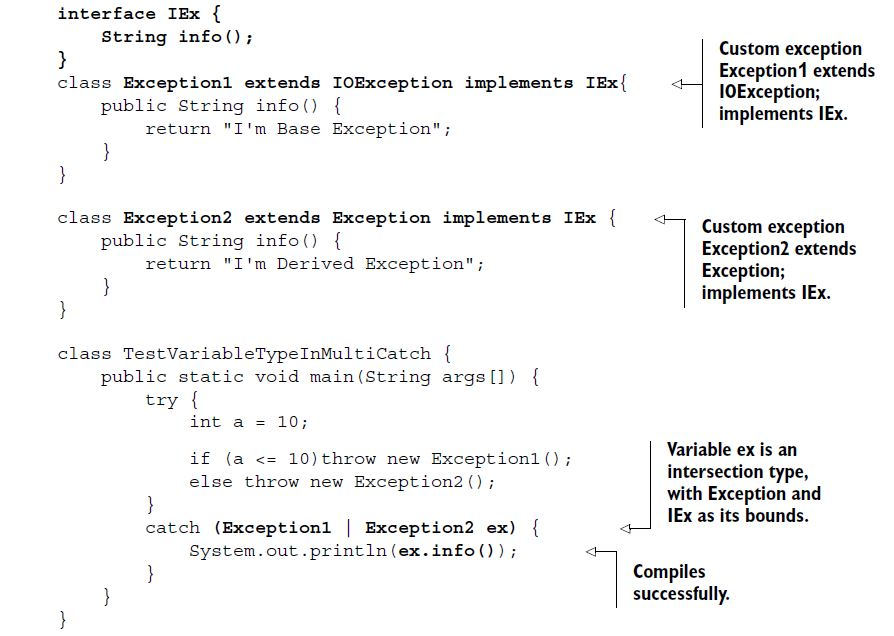 interface IEx {
String info();
}
class Exception1 extends IOException implements IEx{
public String info() {
return "I'm Base Exception";
}
}
Custom exception
Exception1 extends
IOException;
implements IEx.
class Exception2 extends Exception implements IEx {
public String info() {
return "I'm Derived Exception";
}
}
Custom exception
Exception2 extends
Exception;
implements IEx.
class TestVariableTypeInMultiCatch {
public static void main(String args[]) {
try {
int a = 10;
if (a <= 10)throw new Exception1();
else throw new Exception2();
}
catch (Exception1 | Exception2 ex) {
System.out.println(ex.info());
}
}
}
Variable ex is an
intersection type,
with Exception and
IEx as its bounds.
Compiles
successfully.